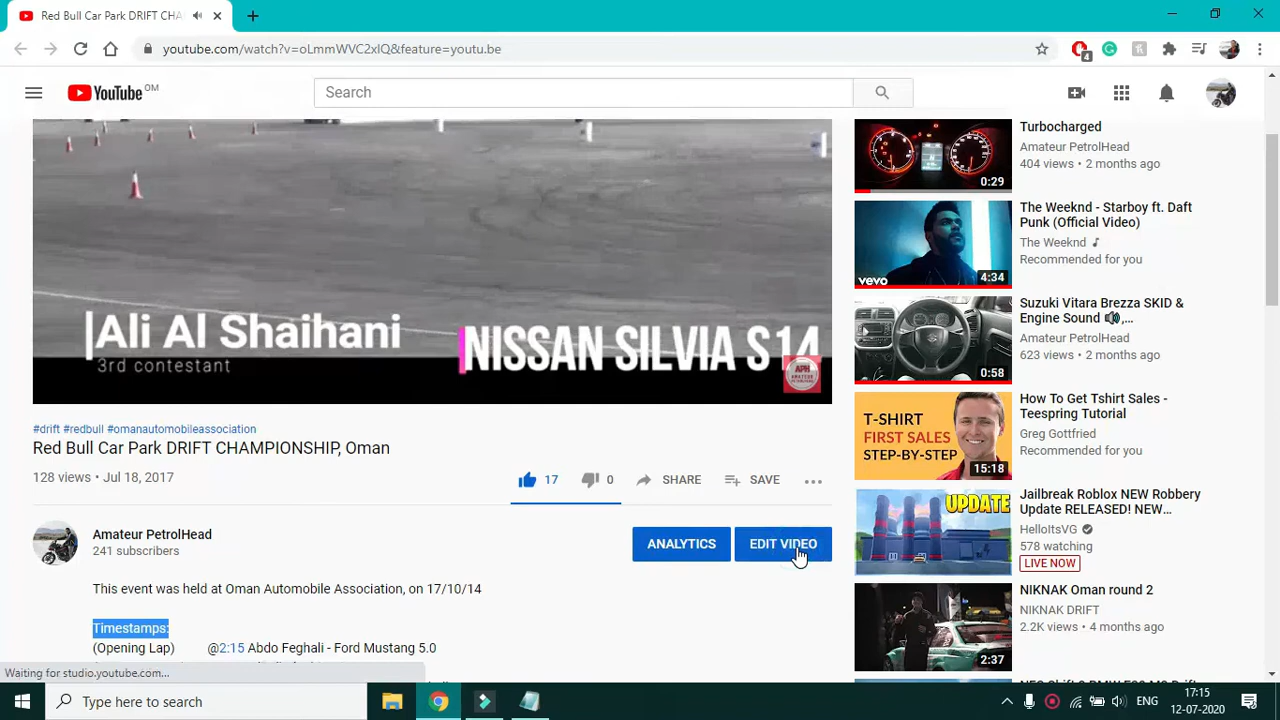 Red Bull Car Park DRIFT CHA
youtube.com/watch?v=oLmmWVC2xIQ&feature=youtu.be
4
YouTube OM
Search
Ali Al Shaihani
3rd contestant
NISSAN SILVIA S14
APH
#drift #redbull #omanautomobileassociation
Red Bull Car Park DRIFT CHAMPIONSHIP, Oman
128 views • Jul 18, 2017
17
0
SHARE
SAVE
Amateur PetrolHead
241 subscribers
ANALYTICS
EDIT VIDEO
This event was held at Oman Automobile Association, on 17/10/14
Timestamps:
(Opening Lap) @2:15 Abdo Feghali - Ford Mustang 5.0
Waiting for studio.youtube.com...
Turbocharged
Amateur PetrolHead
404 views • 2 months ago
0:29
The Weeknd - Starboy ft. Daft
Punk (Official Video)
The Weeknd
Recommended for you
vevo
4:34
Suzuki Vitara Brezza SKID &
Engine Sound 🔊,...
Amateur PetrolHead
623 views • 2 months ago
0:58
How To Get Tshirt Sales -
Teespring Tutorial
Greg Gottfried
Recommended for you
T-SHIRT
FIRST SALES
STEP-BY-STEP
15:18
Jailbreak Roblox NEW Robbery
Update RELEASED! NEW...
HelloItsVG
578 watching
LIVE NOW
UPDATE
NIKNAK Oman round 2
NIKNAK DRIFT
2.2K views • 4 months ago
2:37
Type here to search
ENG
17:15
12-07-2020